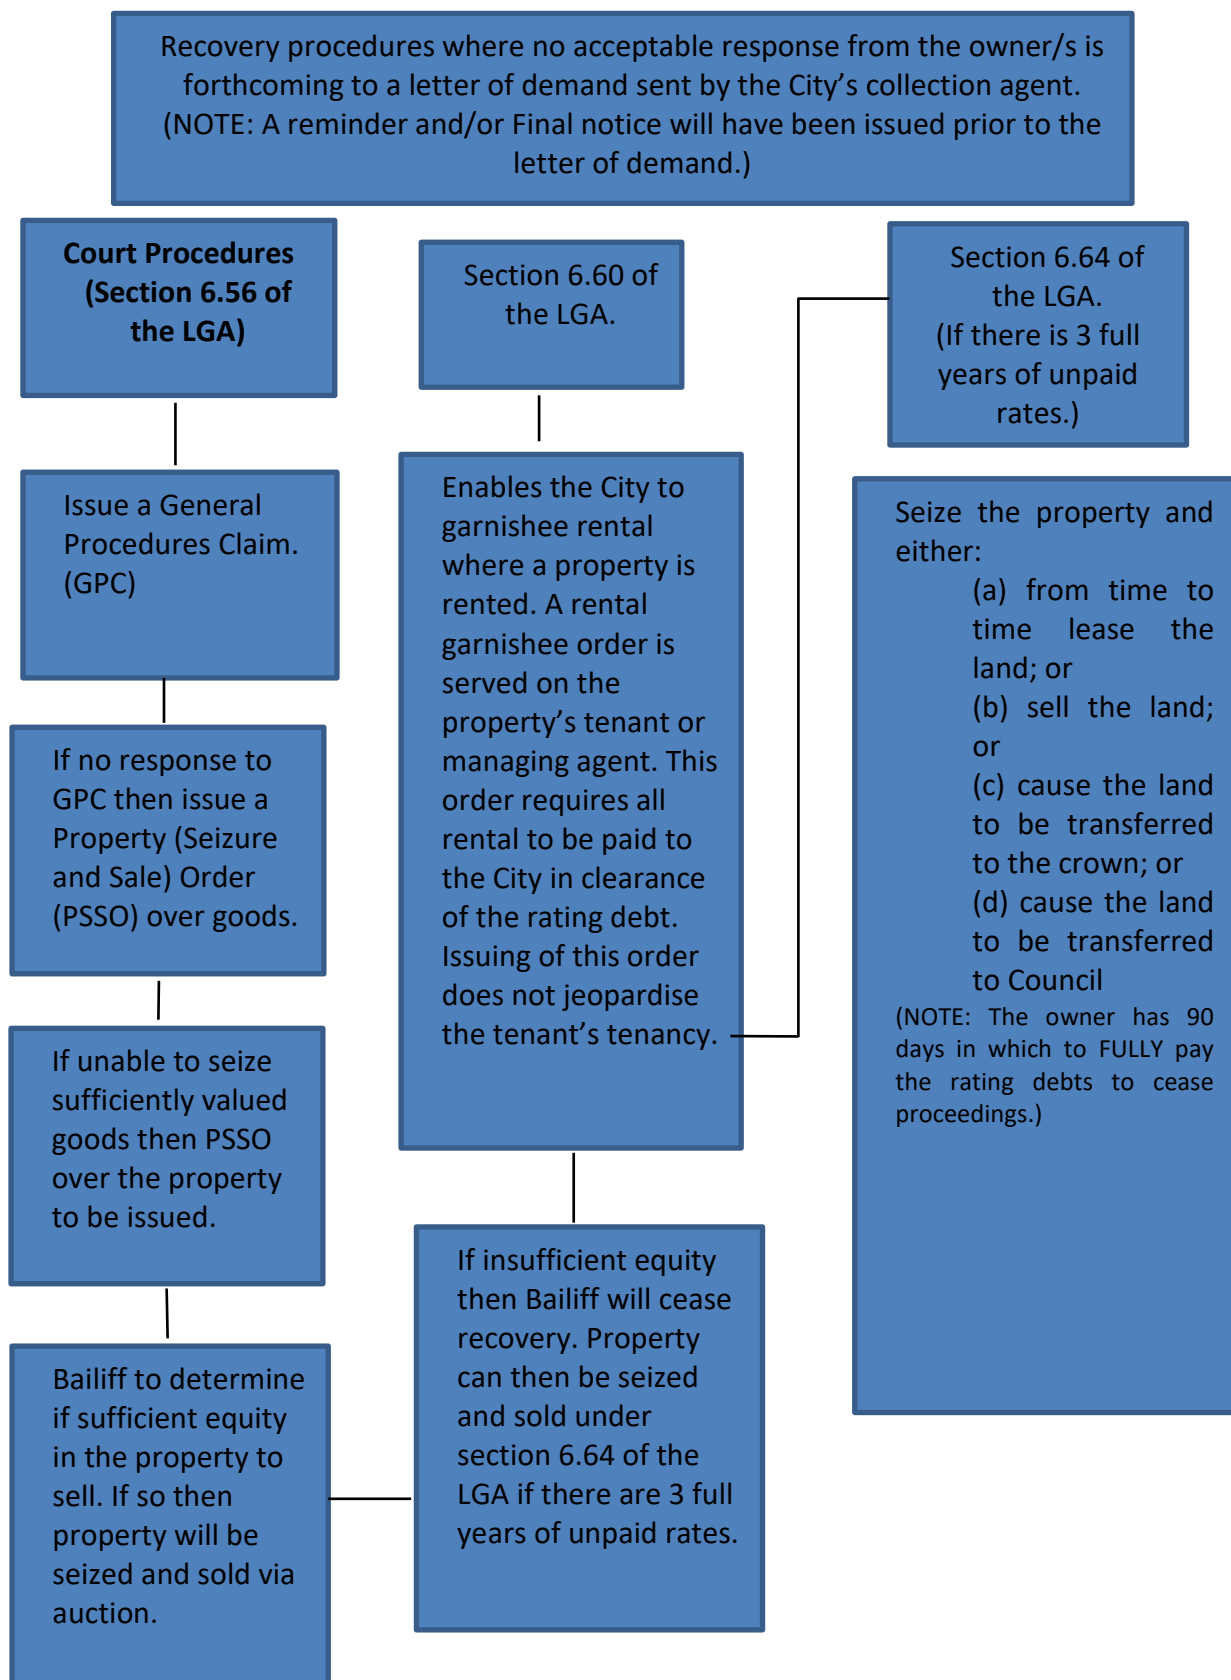 Recovery procedures where no acceptable response from the owner/s is
forthcoming to a letter of demand sent by the City’s collection agent.
(NOTE: A reminder and/or Final notice will have been issued prior to the
letter of demand.)
Court Procedures
(Section 6.56 of
the LGA)
Issue a General
Procedures Claim.
(GPC)
If no response to
GPC then issue a
Property (Seizure
and Sale) Order
(PSSO) over goods.
If unable to seize
sufficiently valued
goods then PSSO
over the property
to be issued.
Bailiff to determine
if sufficient equity
in the property to
sell. If so then
property will be
seized and sold via
auction.
Section 6.60 of
the LGA.
Enables the City to
garnishee rental
where a property is
rented. A rental
garnishee order is
served on the
property’s tenant or
managing agent. This
order requires all
rental to be paid to
the City in clearance
of the rating debt.
Issuing of this order
does not jeopardise
the tenant’s tenancy.
If insufficient equity
then Bailiff will cease
recovery. Property
can then be seized
and sold under
section 6.64 of the
LGA if there are 3 full
years of unpaid rates.
Section 6.64 of
the LGA.
(If there is 3 full
years of unpaid
rates.)
Seize the property and
either:
(a) from time to
time lease the
land; or
(b) sell the land;
or
(c) cause the land
to be transferred
to the crown; or
(d) cause the land
to be transferred
to Council
(NOTE: The owner has 90
days in which to FULLY pay
the rating debts to cease
proceedings.)